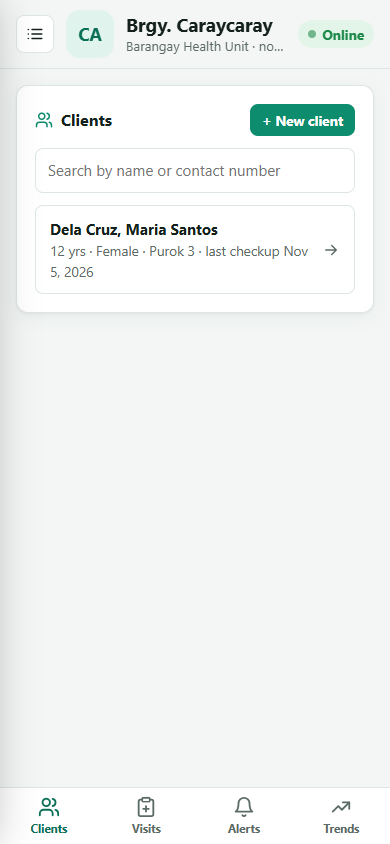 CA
Brgy. Caraycaray
Barangay Health Unit · no...
Online
Clients
+ New client
Search by name or contact number
Dela Cruz, Maria Santos
12 yrs · Female · Purok 3 · last checkup Nov
5, 2026
Clients
Visits
Alerts
Trends